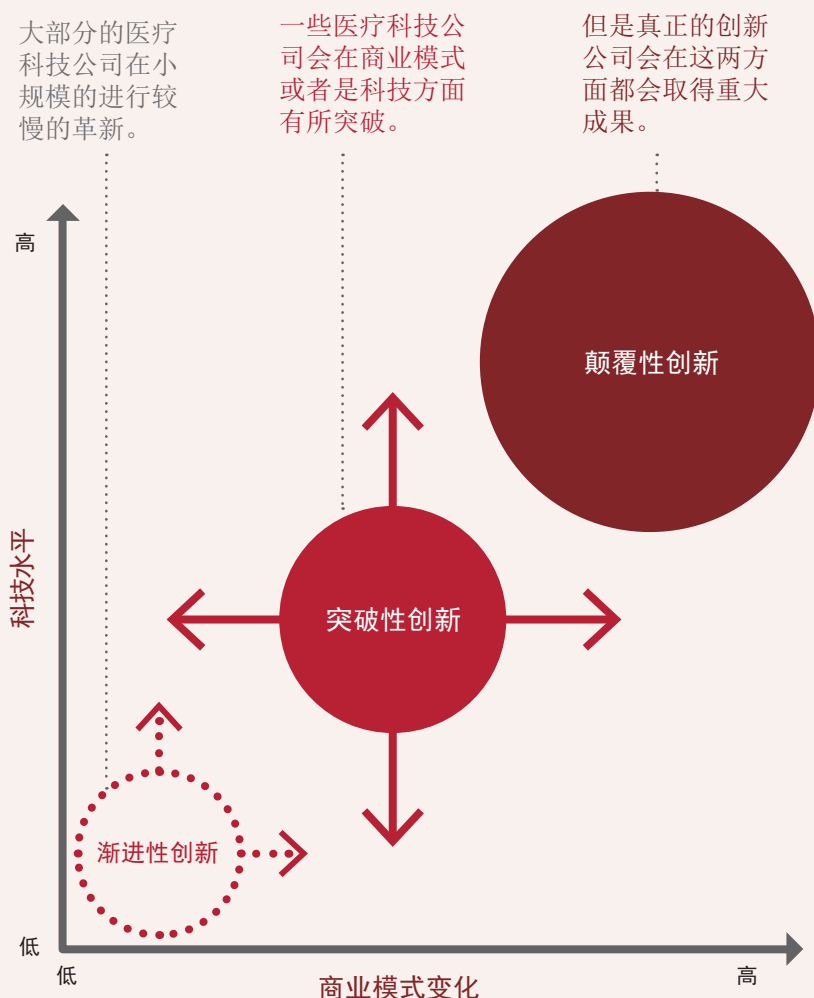 大部分的医疗
科技公司在小
规模的进行较
慢的革新。
一些医疗科技公
司会在商业模式
或者是科技方面
有所突破。
但是真正的创新
公司会在这两方
面都会取得重大
成果。
高
颠覆性创新
科技水平
突破性创新
渐进性创新
低
低
商业模式变化
高